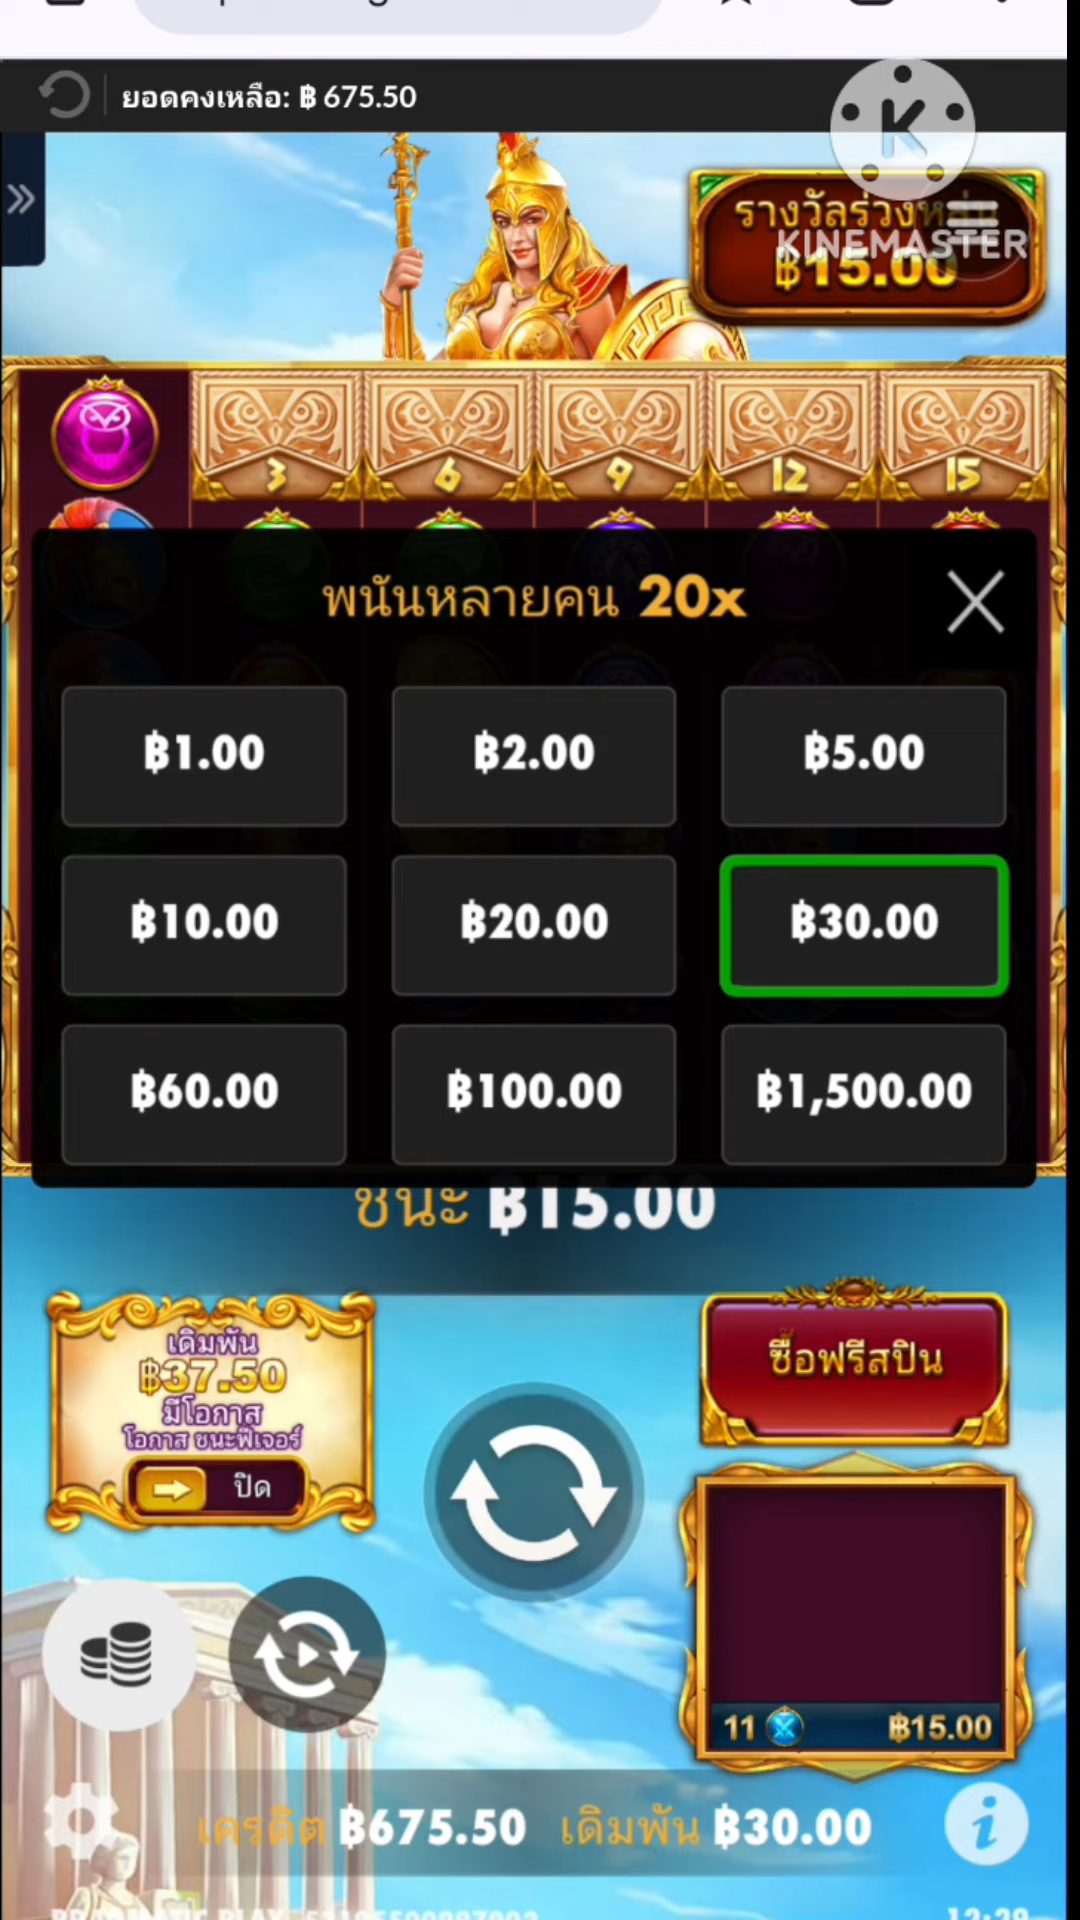 ยอดคงเหลือ: ฿ 675.50
K
KINEMASTER
รางวัลร่วงหล่น
฿15.00
3 6 9 12 15
พนันหลายคน 20x
฿1.00 ฿2.00 ฿5.00
฿10.00 ฿20.00 ฿30.00
฿60.00 ฿100.00 ฿1,500.00
ชนะ ฿15.00
เดิมพัน
฿37.50
มีโอกาส
โอกาส ชนะฟีเจอร์
ปิด
ซื้อฟรีสปิน
11 ฿15.00
เครดิต ฿675.50 เดิมพัน ฿30.00
PRAGMATIC PLAY
12:29